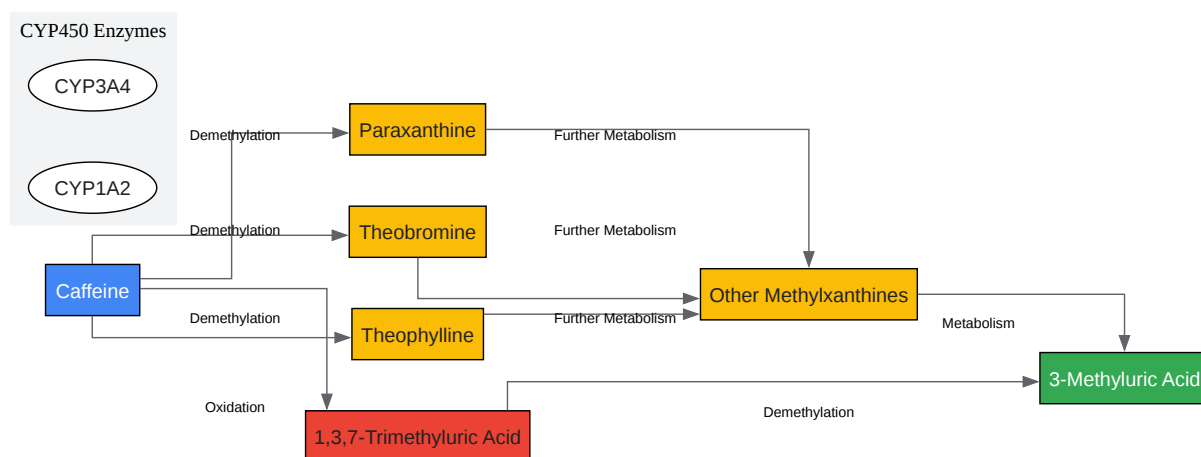 CYP450 Enzymes
CYP3A4
CYP1A2
Demethylation
Paraxanthine
Further Metabolism
Demethylation
Theobromine
Further Metabolism
Caffeine
Other Methylxanthines
Demethylation
Theophylline
Further Metabolism
Metabolism
3-Methyluric Acid
Oxidation
1,3,7-Trimethyluric Acid
Demethylation